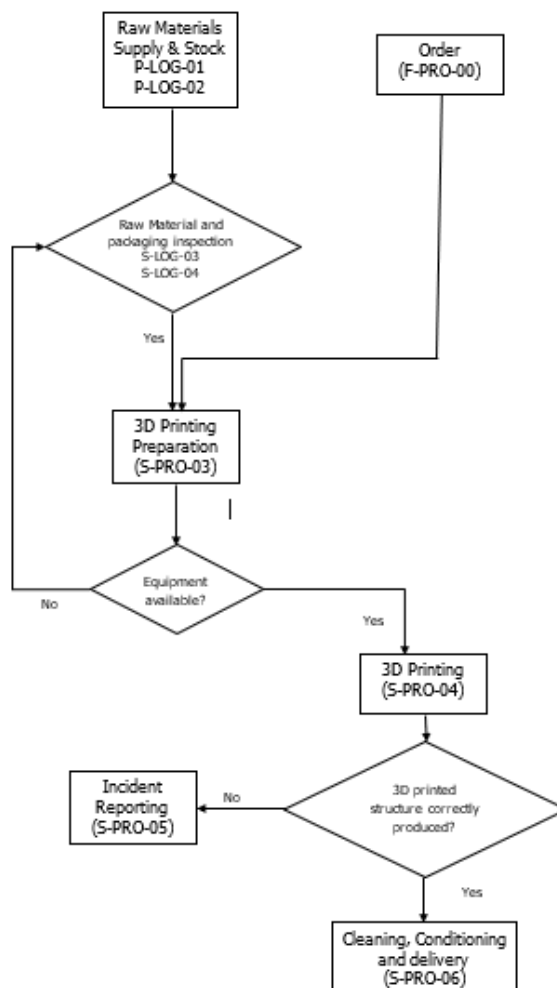 Raw Materials
Supply & Stock
P-LOG-01
P-LOG-02
Order
(F-PRO-00)
Raw Material and
packaging inspection
S-LOG-03
S-LOG-04
Yes
3D Printing
Preparation
(S-PRO-03)
Equipment
available?
No
Yes
3D Printing
(S-PRO-04)
3D printed
structure correctly
produced?
No
Incident
Reporting
(S-PRO-05)
Yes
Cleaning, Conditioning
and delivery
(S-PRO-06)